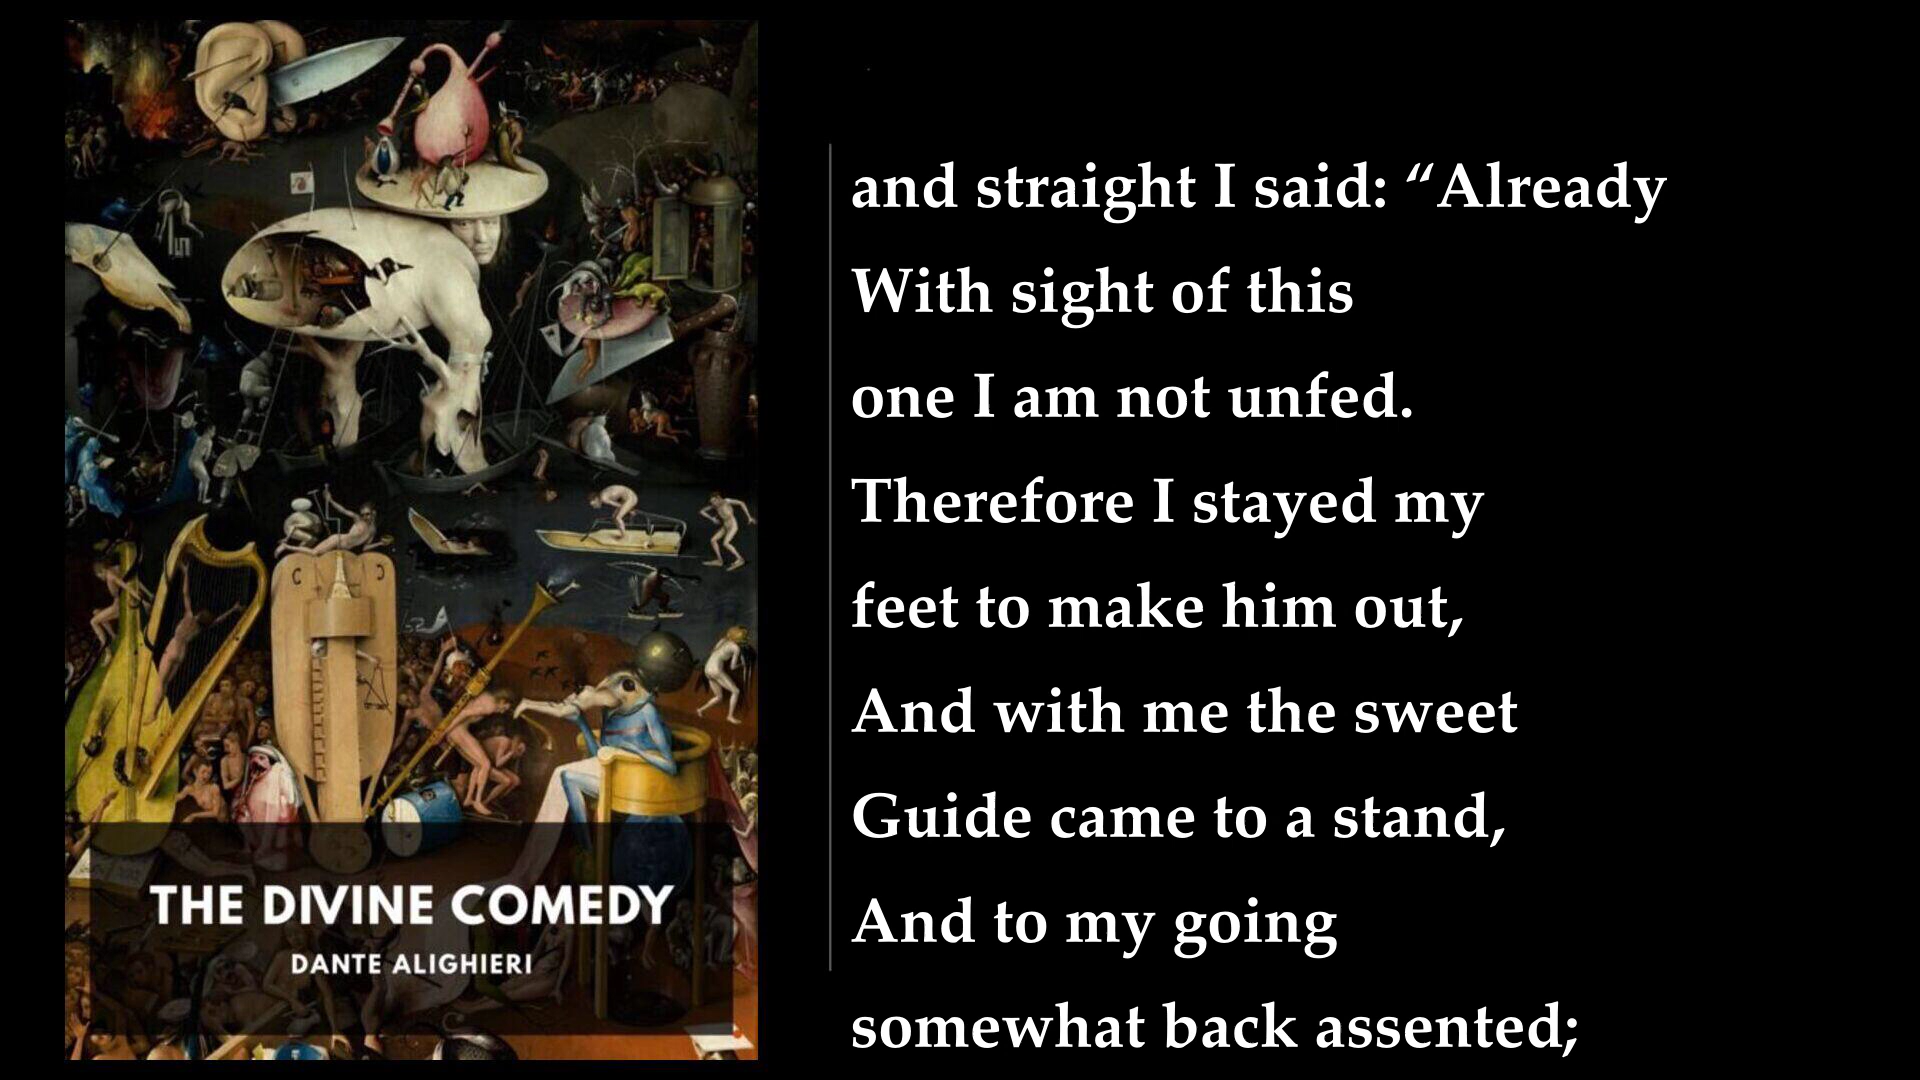 THE DIVINE COMEDY
DANTE ALIGHIERI
and straight I said: “Already
With sight of this
one I am not unfed.
Therefore I stayed my
feet to make him out,
And with me the sweet
Guide came to a stand,
And to my going
somewhat back assented;